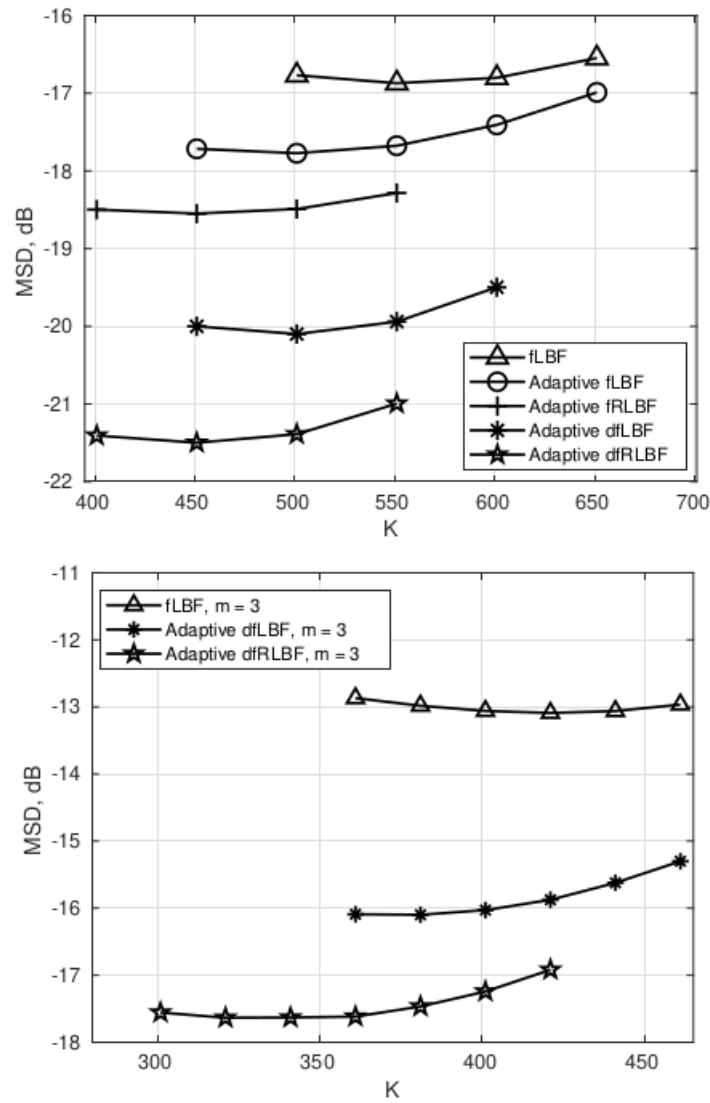 -16
-17
-18
-19
-20
-21
-22
MSD, dB
400 450 500 550 600 650 700
K
fLBF
Adaptive fLBF
Adaptive fRLBF
Adaptive dfLBF
Adaptive dfRLBF
-11
-12
-13
-14
-15
-16
-17
-18
MSD, dB
fLBF, m = 3
Adaptive dfLBF, m = 3
Adaptive dfRLBF, m = 3
300 350 400 450
K